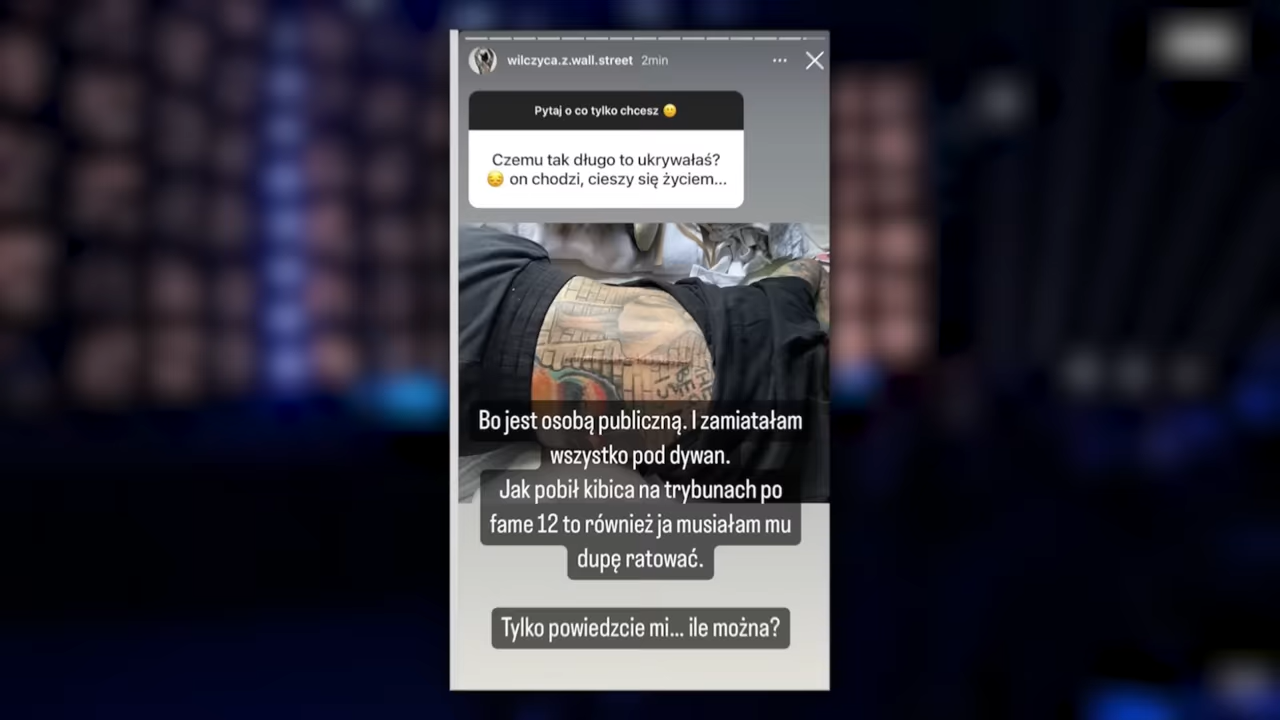 wilczyca.z.wall.street 2min
Pytaj o co tylko chcesz 🙂
Czemu tak długo to ukrywałaś?
😔 on chodzi, cieszy się życiem...
Bo jest osobą publiczną. I zamiatałam
wszystko pod dywan.
Jak pobił kibica na trybunach po
fame 12 to również ja musiałam mu
dupę ratować.
Tylko powiedzcie mi... ile można?